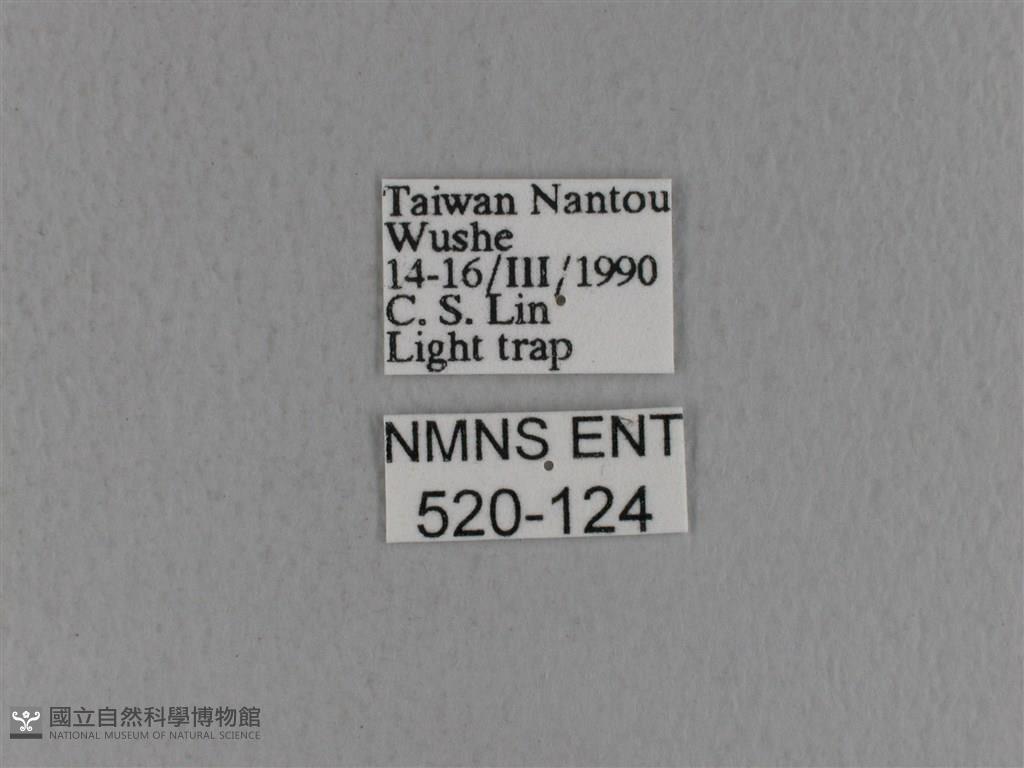 Taiwan Nantou
Wushe
14-16/III/1990
C. S. Lin
Light trap
NMNS ENT
520-124
國立自然科學博物館
NATIONAL MUSEUM OF NATURAL SCIENCE